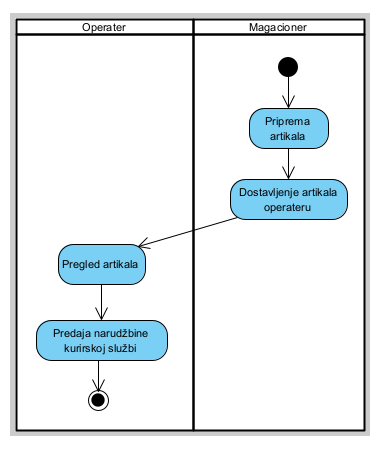 Operater
Magacioner
Priprema
artikala
Dostavljenje artikala
operateru
Pregled artikala
Predaja narudžbine
kurirskoj službi